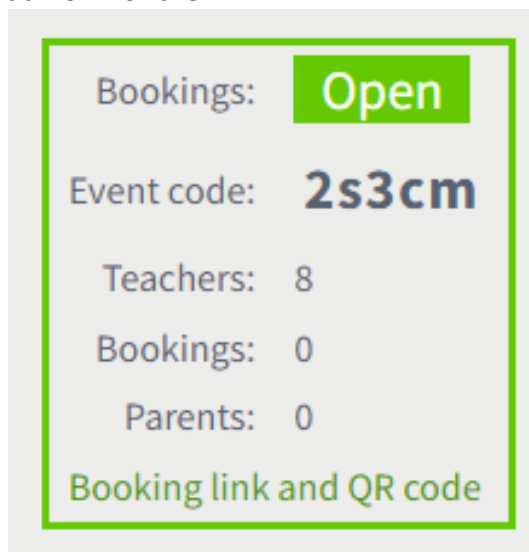 Bookings: Open
Event code: 2s3cm
Teachers: 8
Bookings: 0
Parents: 0
Booking link and QR code